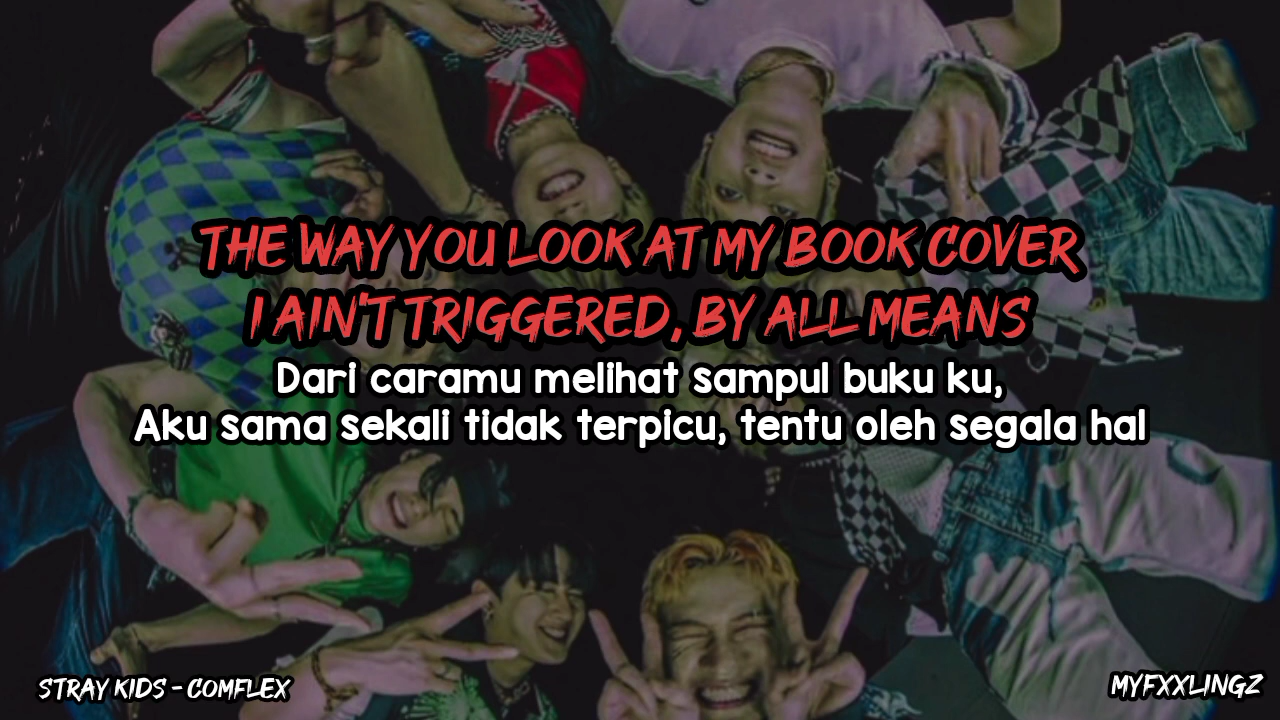 THE WAY YOU LOOK AT MY BOOK COVER
I AIN'T TRIGGERED, BY ALL MEANS
Dari caramu melihat sampul buku ku,
Aku sama sekali tidak terpicu, tentu oleh segala hal
STRAY KIDS - COMFLEX
MYFXXLINGZ